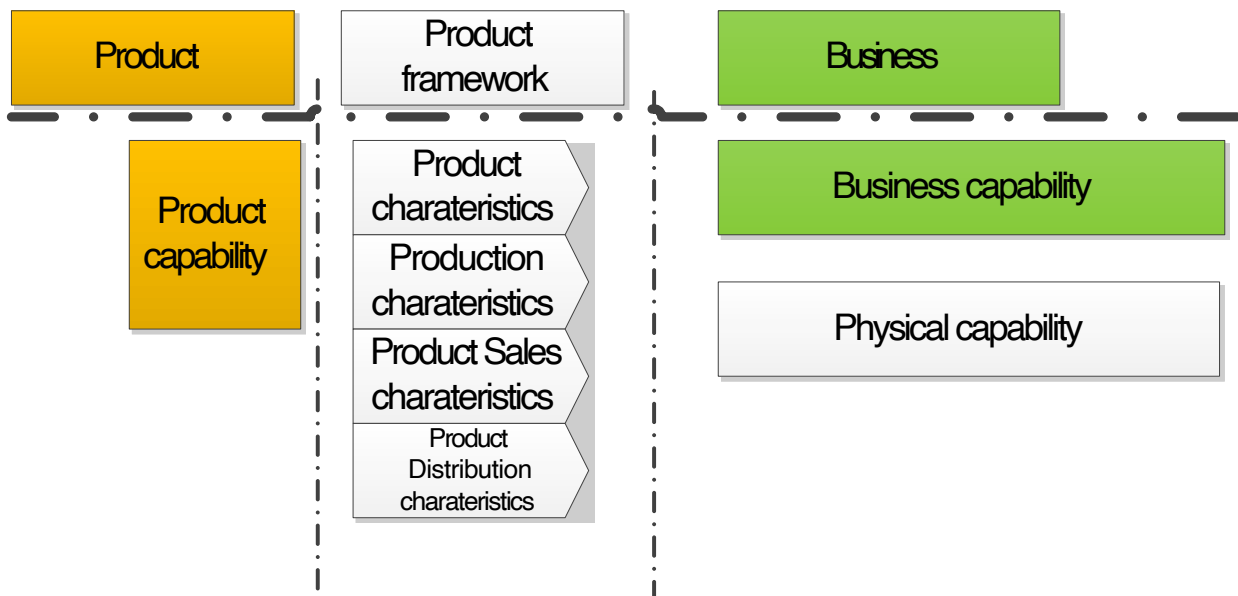 Product
Product
framework
Business
Product
capability
Product
charateristics
Production
charateristics
Product Sales
charateristics
Product
Distribution
charateristics
Business capability
Physical capability